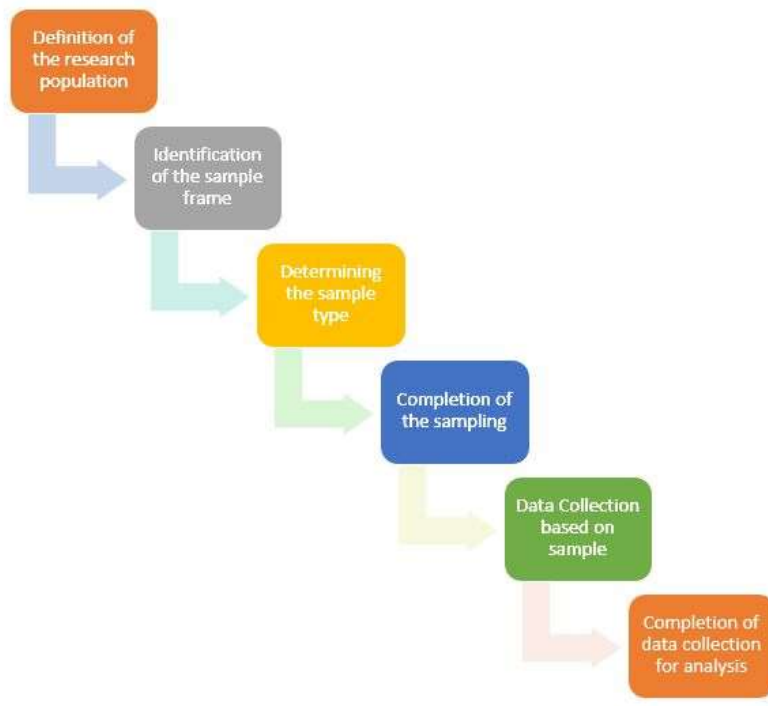 Definition of
the research
population
Identification
of the sample
frame
Determining
the sample
type
Completion of
the sampling
Data Collection
based on
sample
Completion of
data collection
for analysis